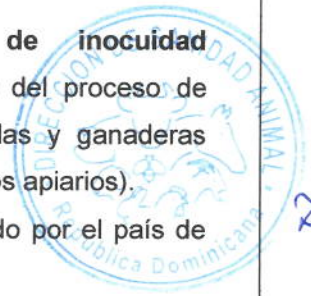 de inocuidad
del proceso de
las y ganaderas
os apiarios).
do por el país de
DIRECCIÓN DE SANIDAD ANIMAL
República Dominicana